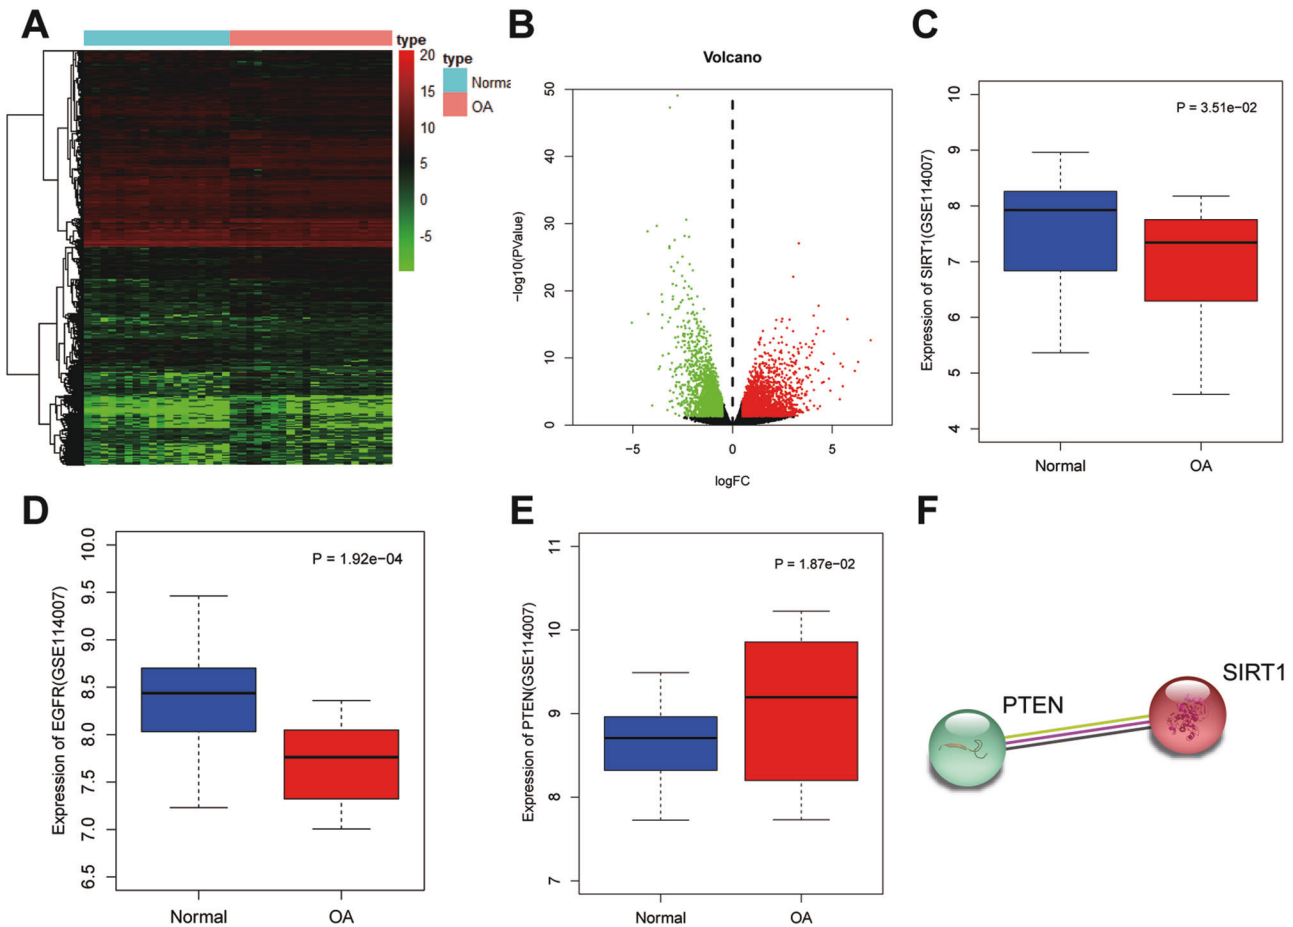 A
type
20
15
10
5
0
-5
type
Norma
OA
B
Volcano
50
40
30
20
10
0
−log10(PValue)
−5
0
5
logFC
C
10
9
8
7
6
5
4
Expression of SIRT1(GSE114007)
P = 3.51e−02
Normal
OA
D
10.0
9.5
9.0
8.5
8.0
7.5
7.0
6.5
Expression of EGFR(GSE114007)
P = 1.92e−04
Normal
OA
E
11
10
9
8
7
Expression of PTEN(GSE114007)
P = 1.87e−02
Normal
OA
F
PTEN
SIRT1